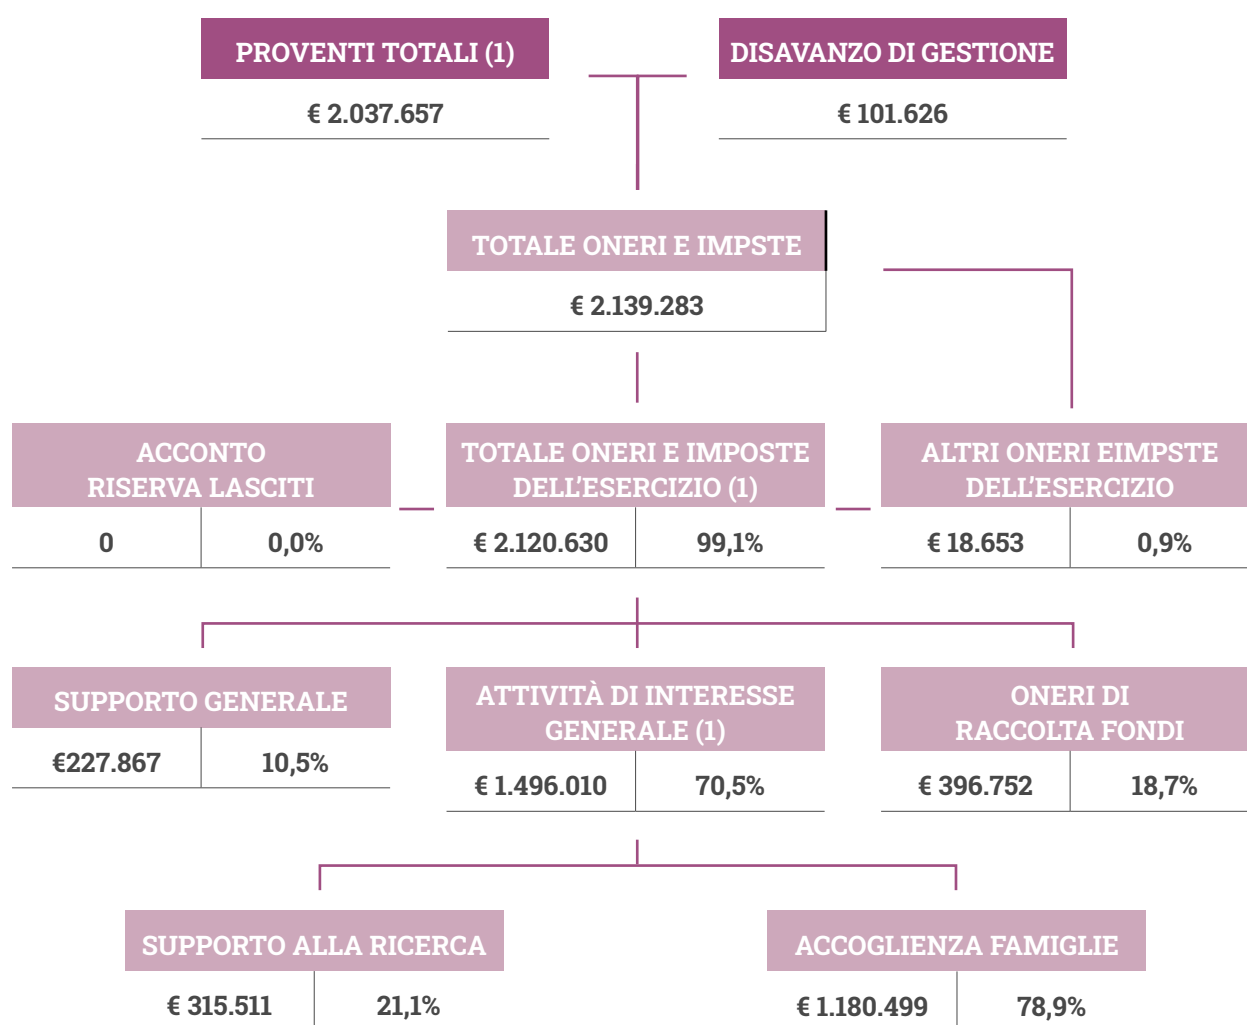 PROVENTI TOTALI (1)
€ 2.037.657
DISAVANZO DI GESTIONE
€ 101.626
TOTALE ONERI E IMPSTE
€ 2.139.283
ACCONTO
RISERVA LASCITI
0 0,0%
TOTALE ONERI E IMPOSTE
DELL'ESERCIZIO (1)
€ 2.120.630 99,1%
ALTRI ONERI EIMPSTE
DELL'ESERCIZIO
€ 18.653 0,9%
SUPPORTO GENERALE
€227.867 10,5%
ATTIVITÀ DI INTERESSE
GENERALE (1)
€ 1.496.010 70,5%
ONERI DI
RACCOLTA FONDI
€ 396.752 18,7%
SUPPORTO ALLA RICERCA
€ 315.511 21,1%
ACCOGLIENZA FAMIGLIE
€ 1.180.499 78,9%